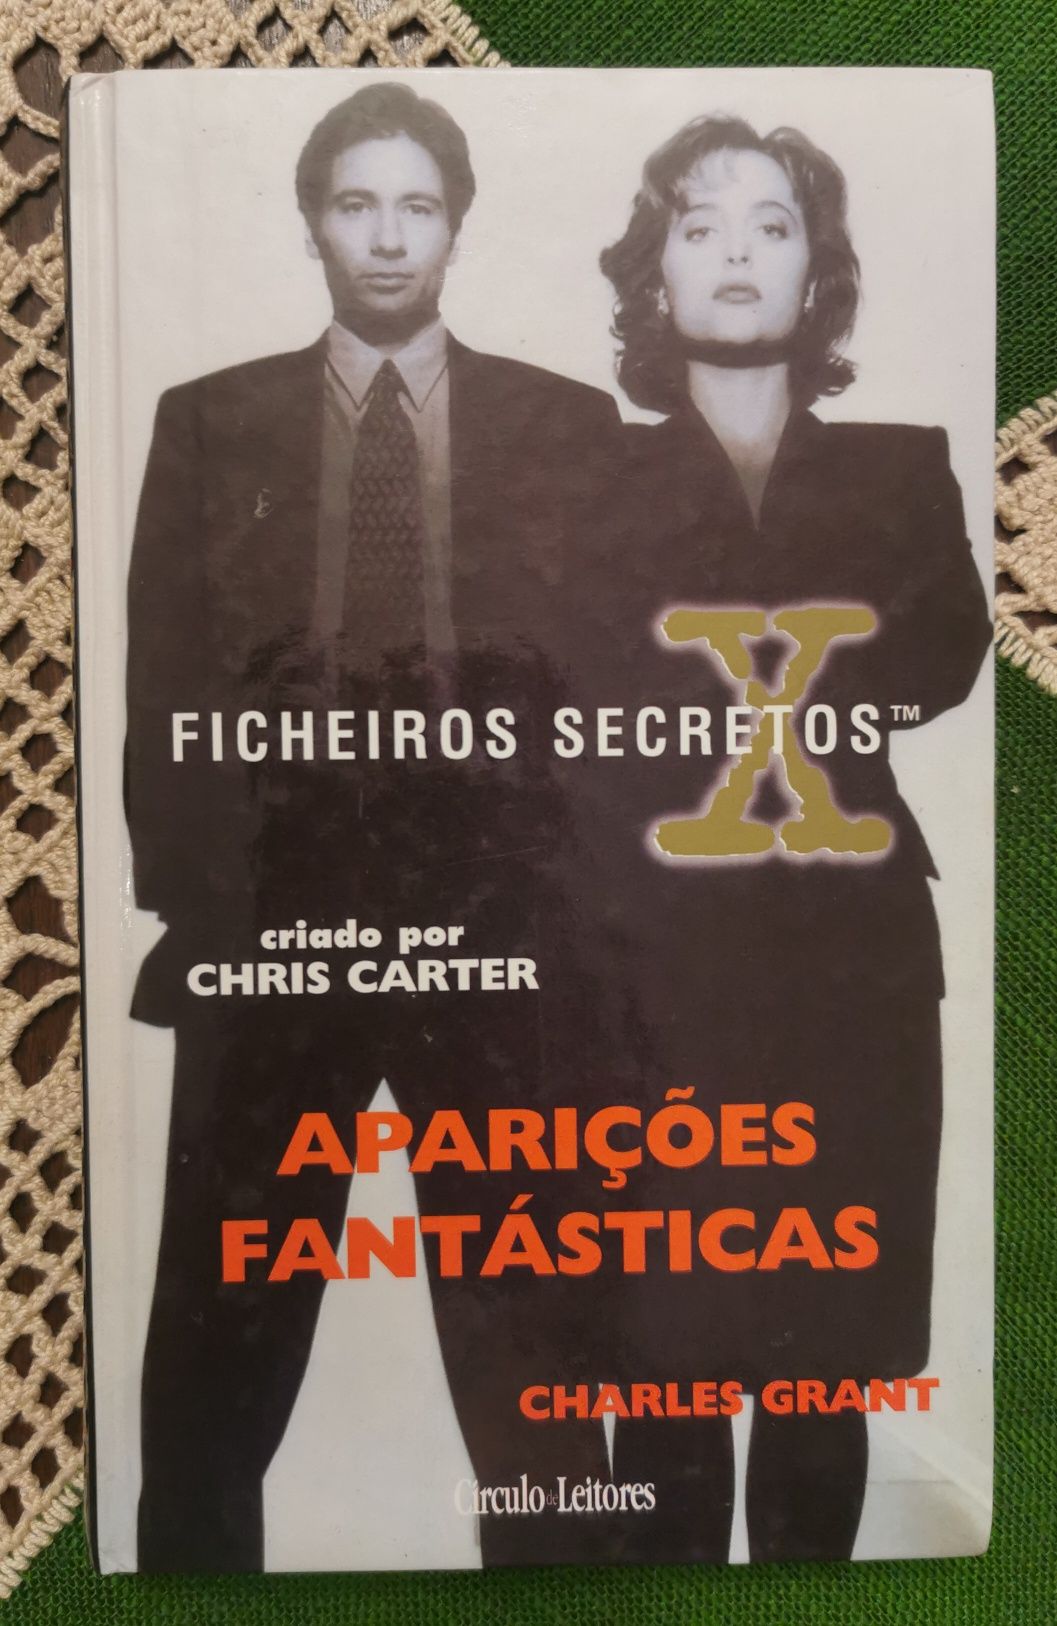 X
FICHEIROS SECRETOS™
criado por
CHRIS CARTER
APARIÇÕES
FANTÁSTICAS
CHARLES GRANT
Círculo de Leitores